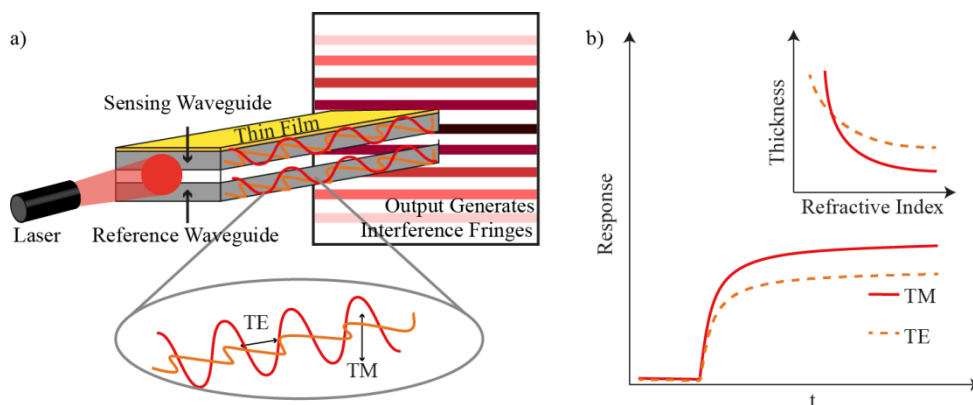 a)
Sensing Waveguide
Thin Film
Laser
Reference Waveguide
Output Generates
Interference Fringes
TE
TM
b)
Thickness
Refractive Index
Response
TM
TE
t